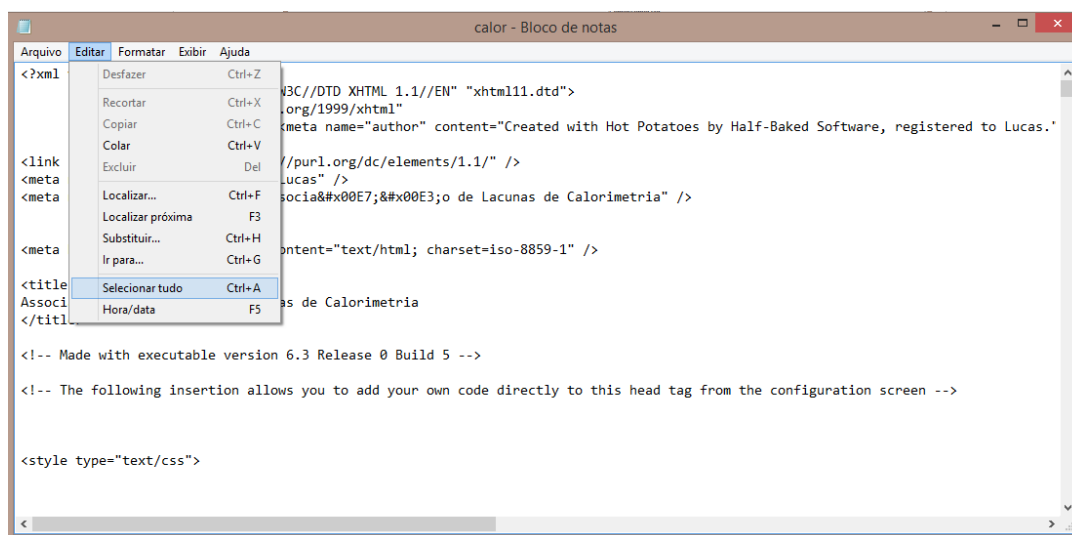 calor - Bloco de notas
Arquivo Editar Formatar Exibir Ajuda
<?xml
Desfazer Ctrl+Z
W3C//DTD XHTML 1.1//EN" "xhtml11.dtd">
Recortar Ctrl+X
.org/1999/xhtml"
Copiar Ctrl+C
<meta name="author" content="Created with Hot Potatoes by Half-Baked Software, registered to Lucas."
Colar Ctrl+V
<link //purl.org/dc/elements/1.1/" />
Excluir Del
<meta Lucas" />
<meta socia&#x00E7;&#x00E3;o de Lacunas de Calorimetria" />
Localizar... Ctrl+F
Localizar próxima F3
Substituir... Ctrl+H
<meta ontent="text/html; charset=iso-8859-1" />
Ir para... Ctrl+G
<title
Selecionar tudo Ctrl+A
Associ as de Calorimetria
Hora/data F5
</titl
<!-- Made with executable version 6.3 Release 0 Build 5 -->
<!-- The following insertion allows you to add your own code directly to this head tag from the configuration screen -->
<style type="text/css">